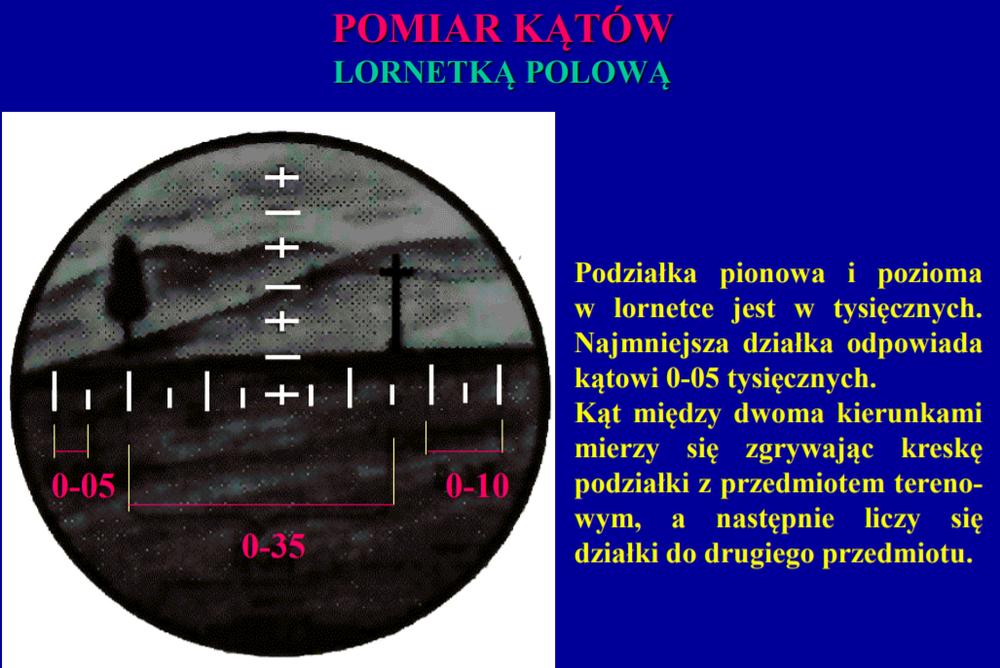 POMIAR KĄTÓW
LORNETKĄ POLOWĄ
Podziałka pionowa i pozioma
w lornetce jest w tysięcznych.
Najmniejsza działka odpowiada
kątowi 0-05 tysięcznych.
Kąt między dwoma kierunkami
mierzy się zgrywając kreskę
podziałki z przedmiotem tereno-
wym, a następnie liczy się
działki do drugiego przedmiotu.
0-05
0-10
0-35